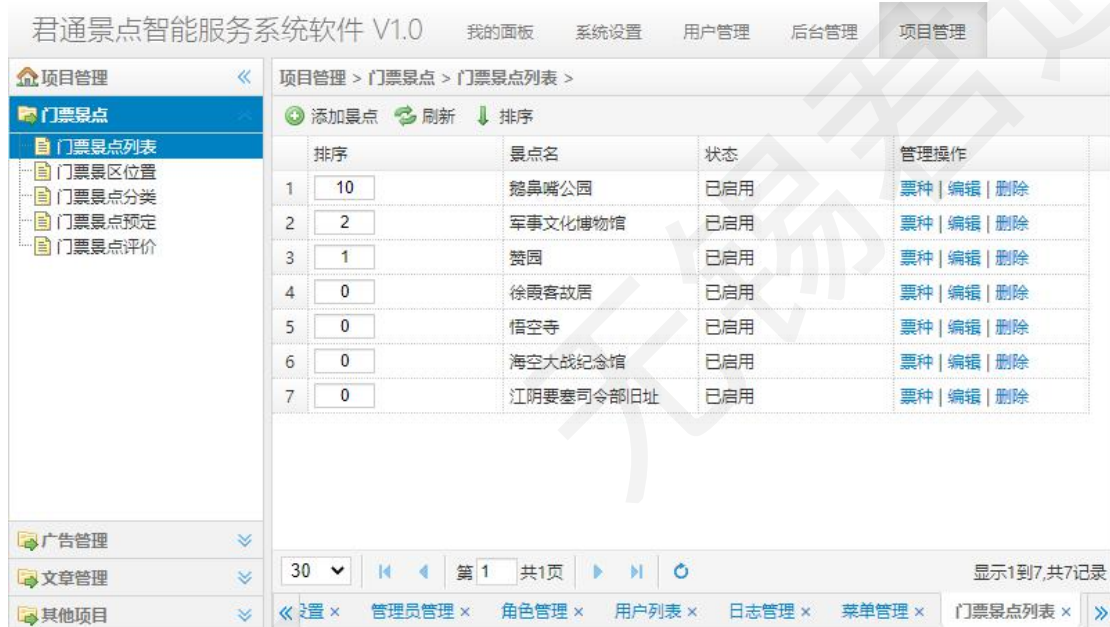 君通景点智能服务系统软件 V1.0 我的面板 系统设置 用户管理 后台管理 项目管理
项目管理
项目管理 > 门票景点 > 门票景点列表 >
门票景点
添加景点 刷新 排序
门票景点列表
门票景区位置
门票景点分类
门票景点预定
门票景点评价
排序 景点名 状态 管理操作
1 10 鹅鼻嘴公园 已启用 票种 | 编辑 | 删除
2 2 军事文化博物馆 已启用 票种 | 编辑 | 删除
3 1 赞园 已启用 票种 | 编辑 | 删除
4 0 徐霞客故居 已启用 票种 | 编辑 | 删除
5 0 悟空寺 已启用 票种 | 编辑 | 删除
6 0 海空大战纪念馆 已启用 票种 | 编辑 | 删除
7 0 江阴要塞司令部旧址 已启用 票种 | 编辑 | 删除
广告管理
文章管理
其他项目
30 第 1 共1页 显示1到7,共7记录
置 × 管理员管理 × 角色管理 × 用户列表 × 日志管理 × 菜单管理 × 门票景点列表 ×
无锡君